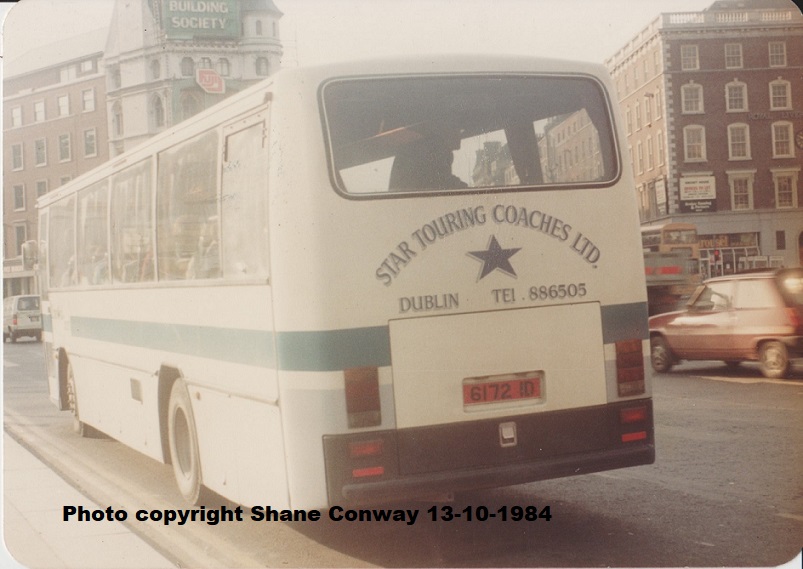 BUILDING
SOCIETY
STAR TOURING COACHES LTD.
DUBLIN TEL. 886505
6172 ID
Photo copyright Shane Conway 13-10-1984